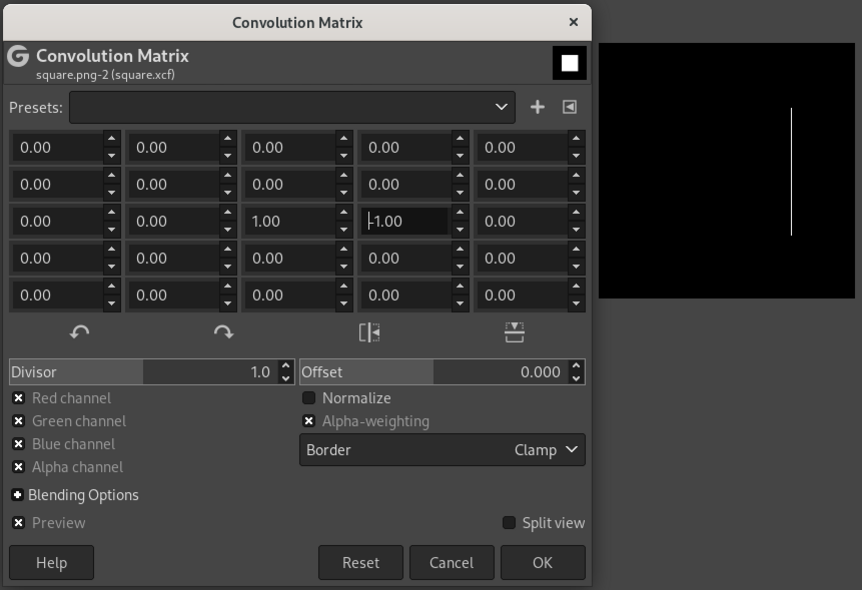 Convolution Matrix
Convolution Matrix
square.png-2 (square.xcf)
Presets:
0.00 0.00 0.00 0.00 0.00
0.00 0.00 0.00 0.00 0.00
0.00 0.00 1.00 -1.00 0.00
0.00 0.00 0.00 0.00 0.00
0.00 0.00 0.00 0.00 0.00
Divisor 1.0 Offset 0.000
Red channel Normalize
Green channel Alpha-weighting
Blue channel Border Clamp
Alpha channel
Blending Options
Preview Split view
Help Reset Cancel OK